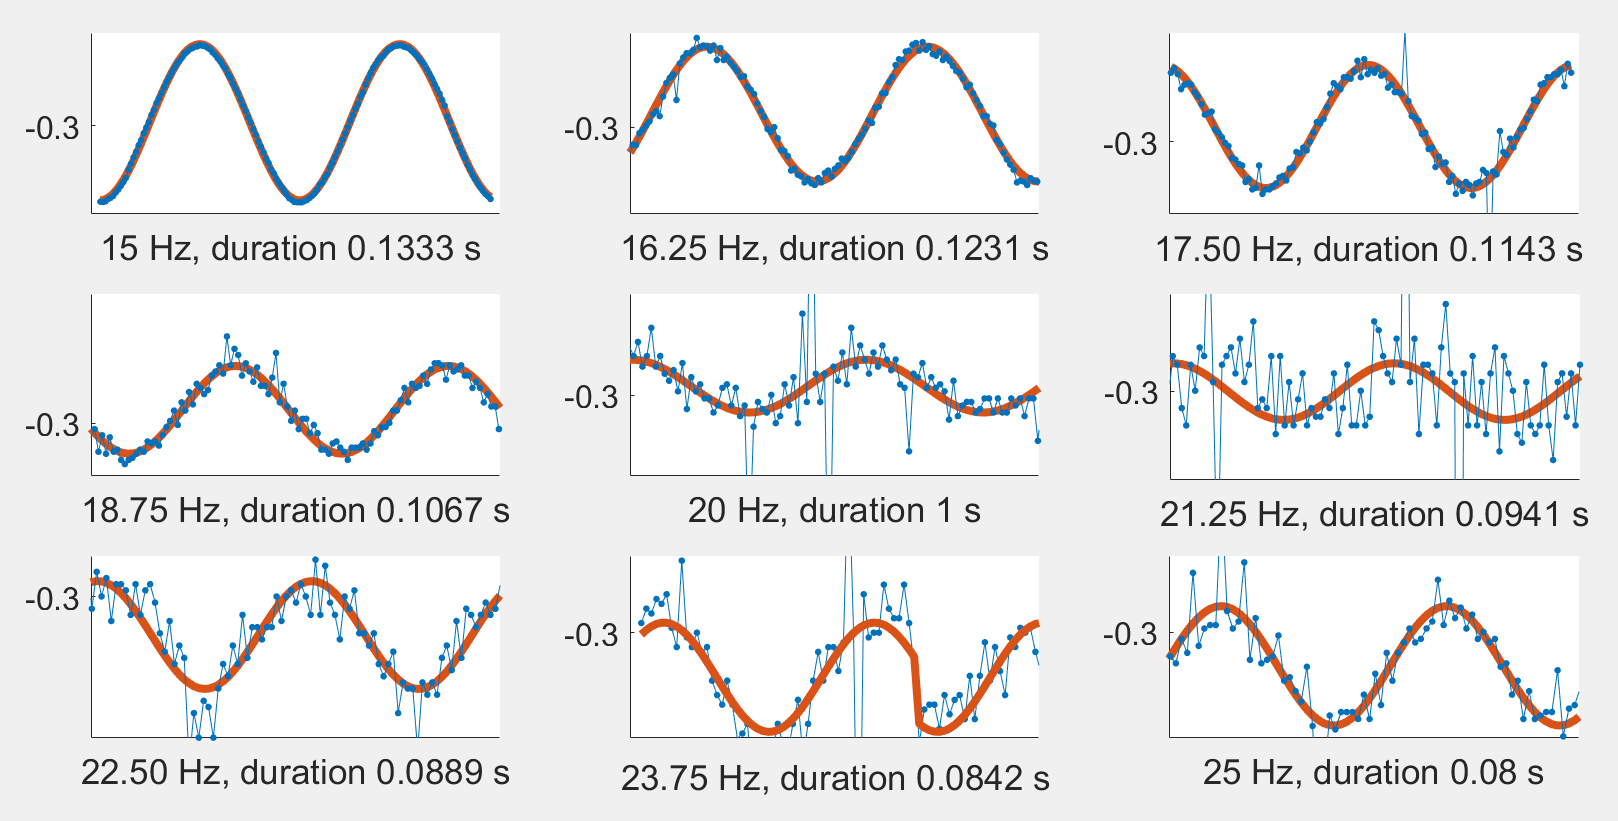 -0.3
-0.3
-0.3
15 Hz, duration 0.1333 s
16.25 Hz, duration 0.1231 s
17.50 Hz, duration 0.1143 s
-0.3
-0.3
-0.3
18.75 Hz, duration 0.1067 s
20 Hz, duration 1 s
21.25 Hz, duration 0.0941 s
-0.3
-0.3
-0.3
22.50 Hz, duration 0.0889 s
23.75 Hz, duration 0.0842 s
25 Hz, duration 0.08 s